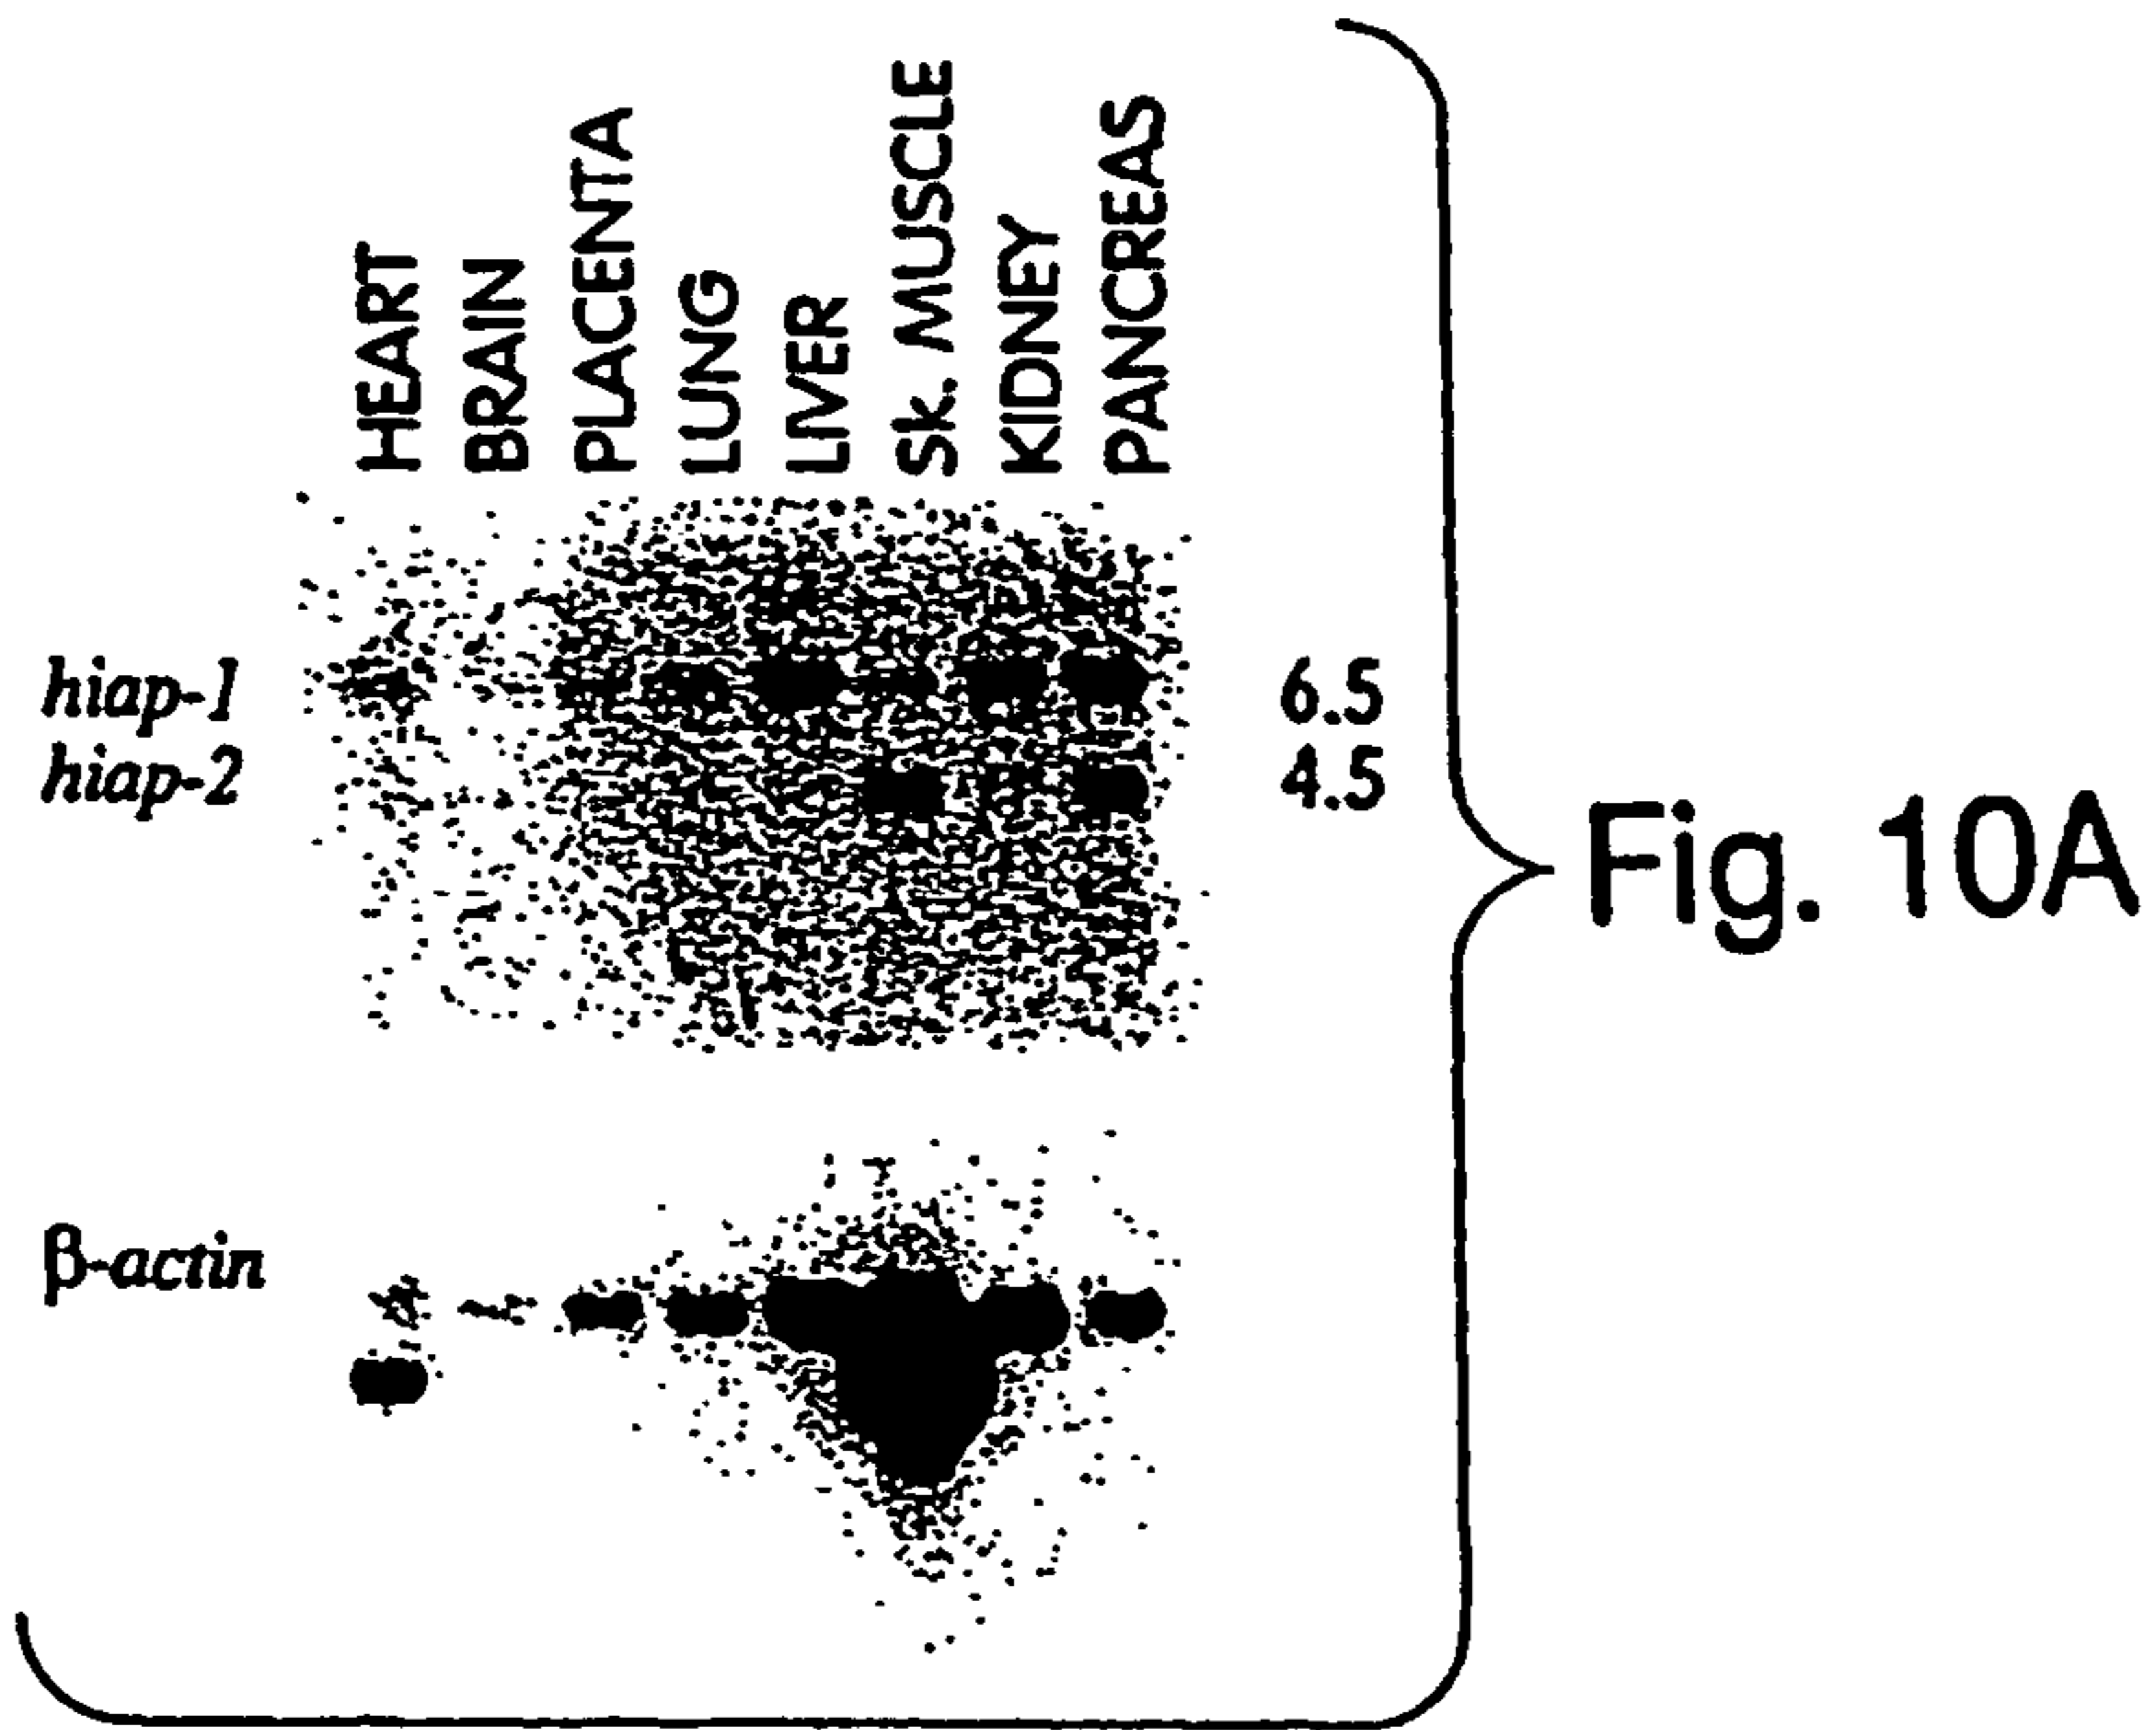 HEART
BRAIN
PLACENTA
LUNG
LIVER
Sk. MUSCLE
KIDNEY
PANCREAS
hiap-1 6.5
hiap-2 4.5
β-actin
Fig. 10A